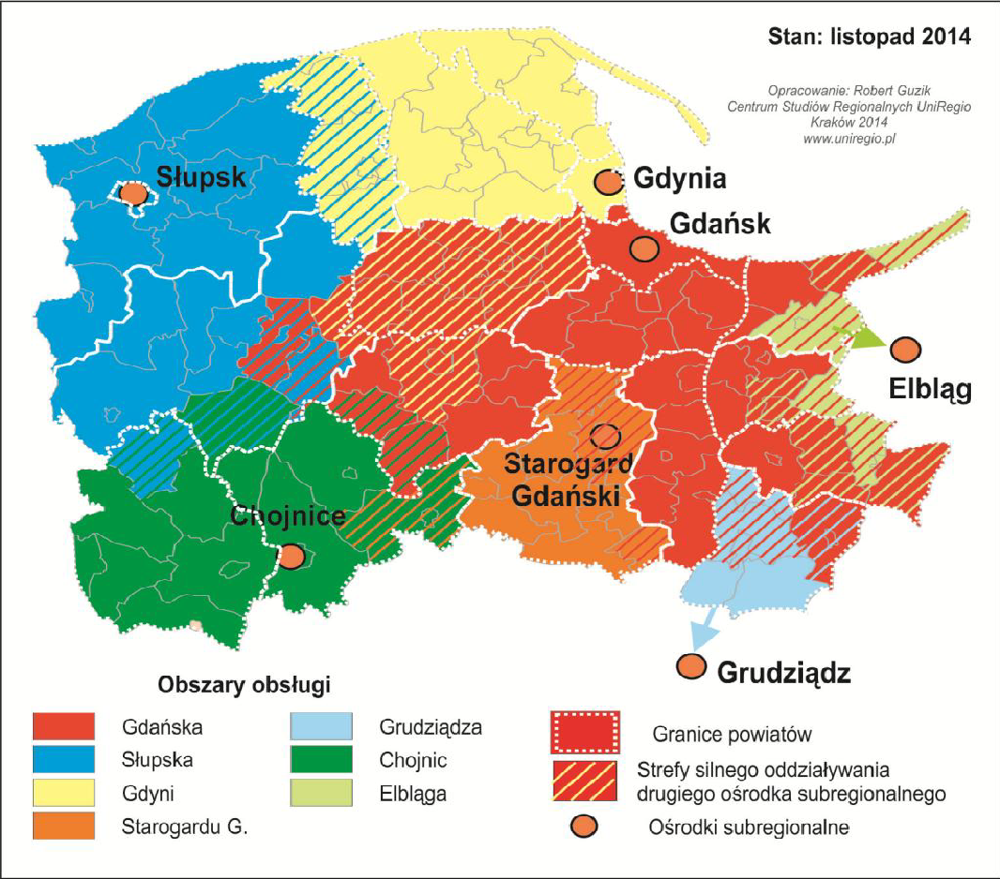 Stan: listopad 2014
Opracowanie: Robert Guzik
Centrum Studiów Regionalnych UniRegio
Kraków 2014
www.uniregio.pl
Słupsk
Gdynia
Gdańsk
Elbląg
Starogard
Gdański
Chojnice
Grudziądz
Obszary obsługi
Gdańska
Słupska
Gdyni
Starogardu G.
Grudziądza
Chojnic
Elbląga
Granice powiatów
Strefy silnego oddziaływania
drugiego ośrodka subregionalnego
Ośrodki subregionalne